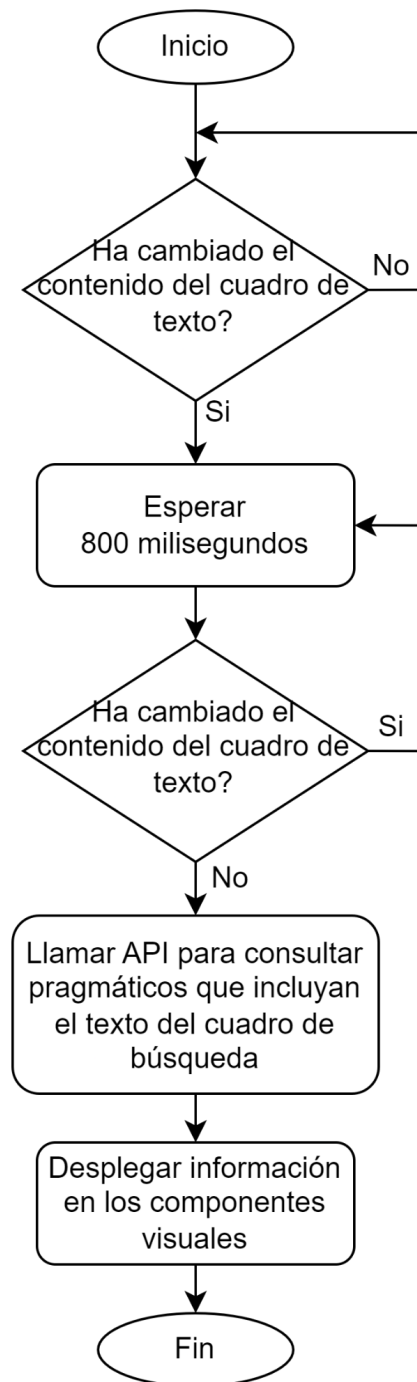 Inicio
Ha cambiado el
contenido del cuadro de
texto?
No
Si
Esperar
800 milisegundos
Ha cambiado el
contenido del cuadro de
texto?
Si
No
Llamar API para consultar
pragmáticos que incluyan
el texto del cuadro de
búsqueda
Desplegar información
en los componentes
visuales
Fin